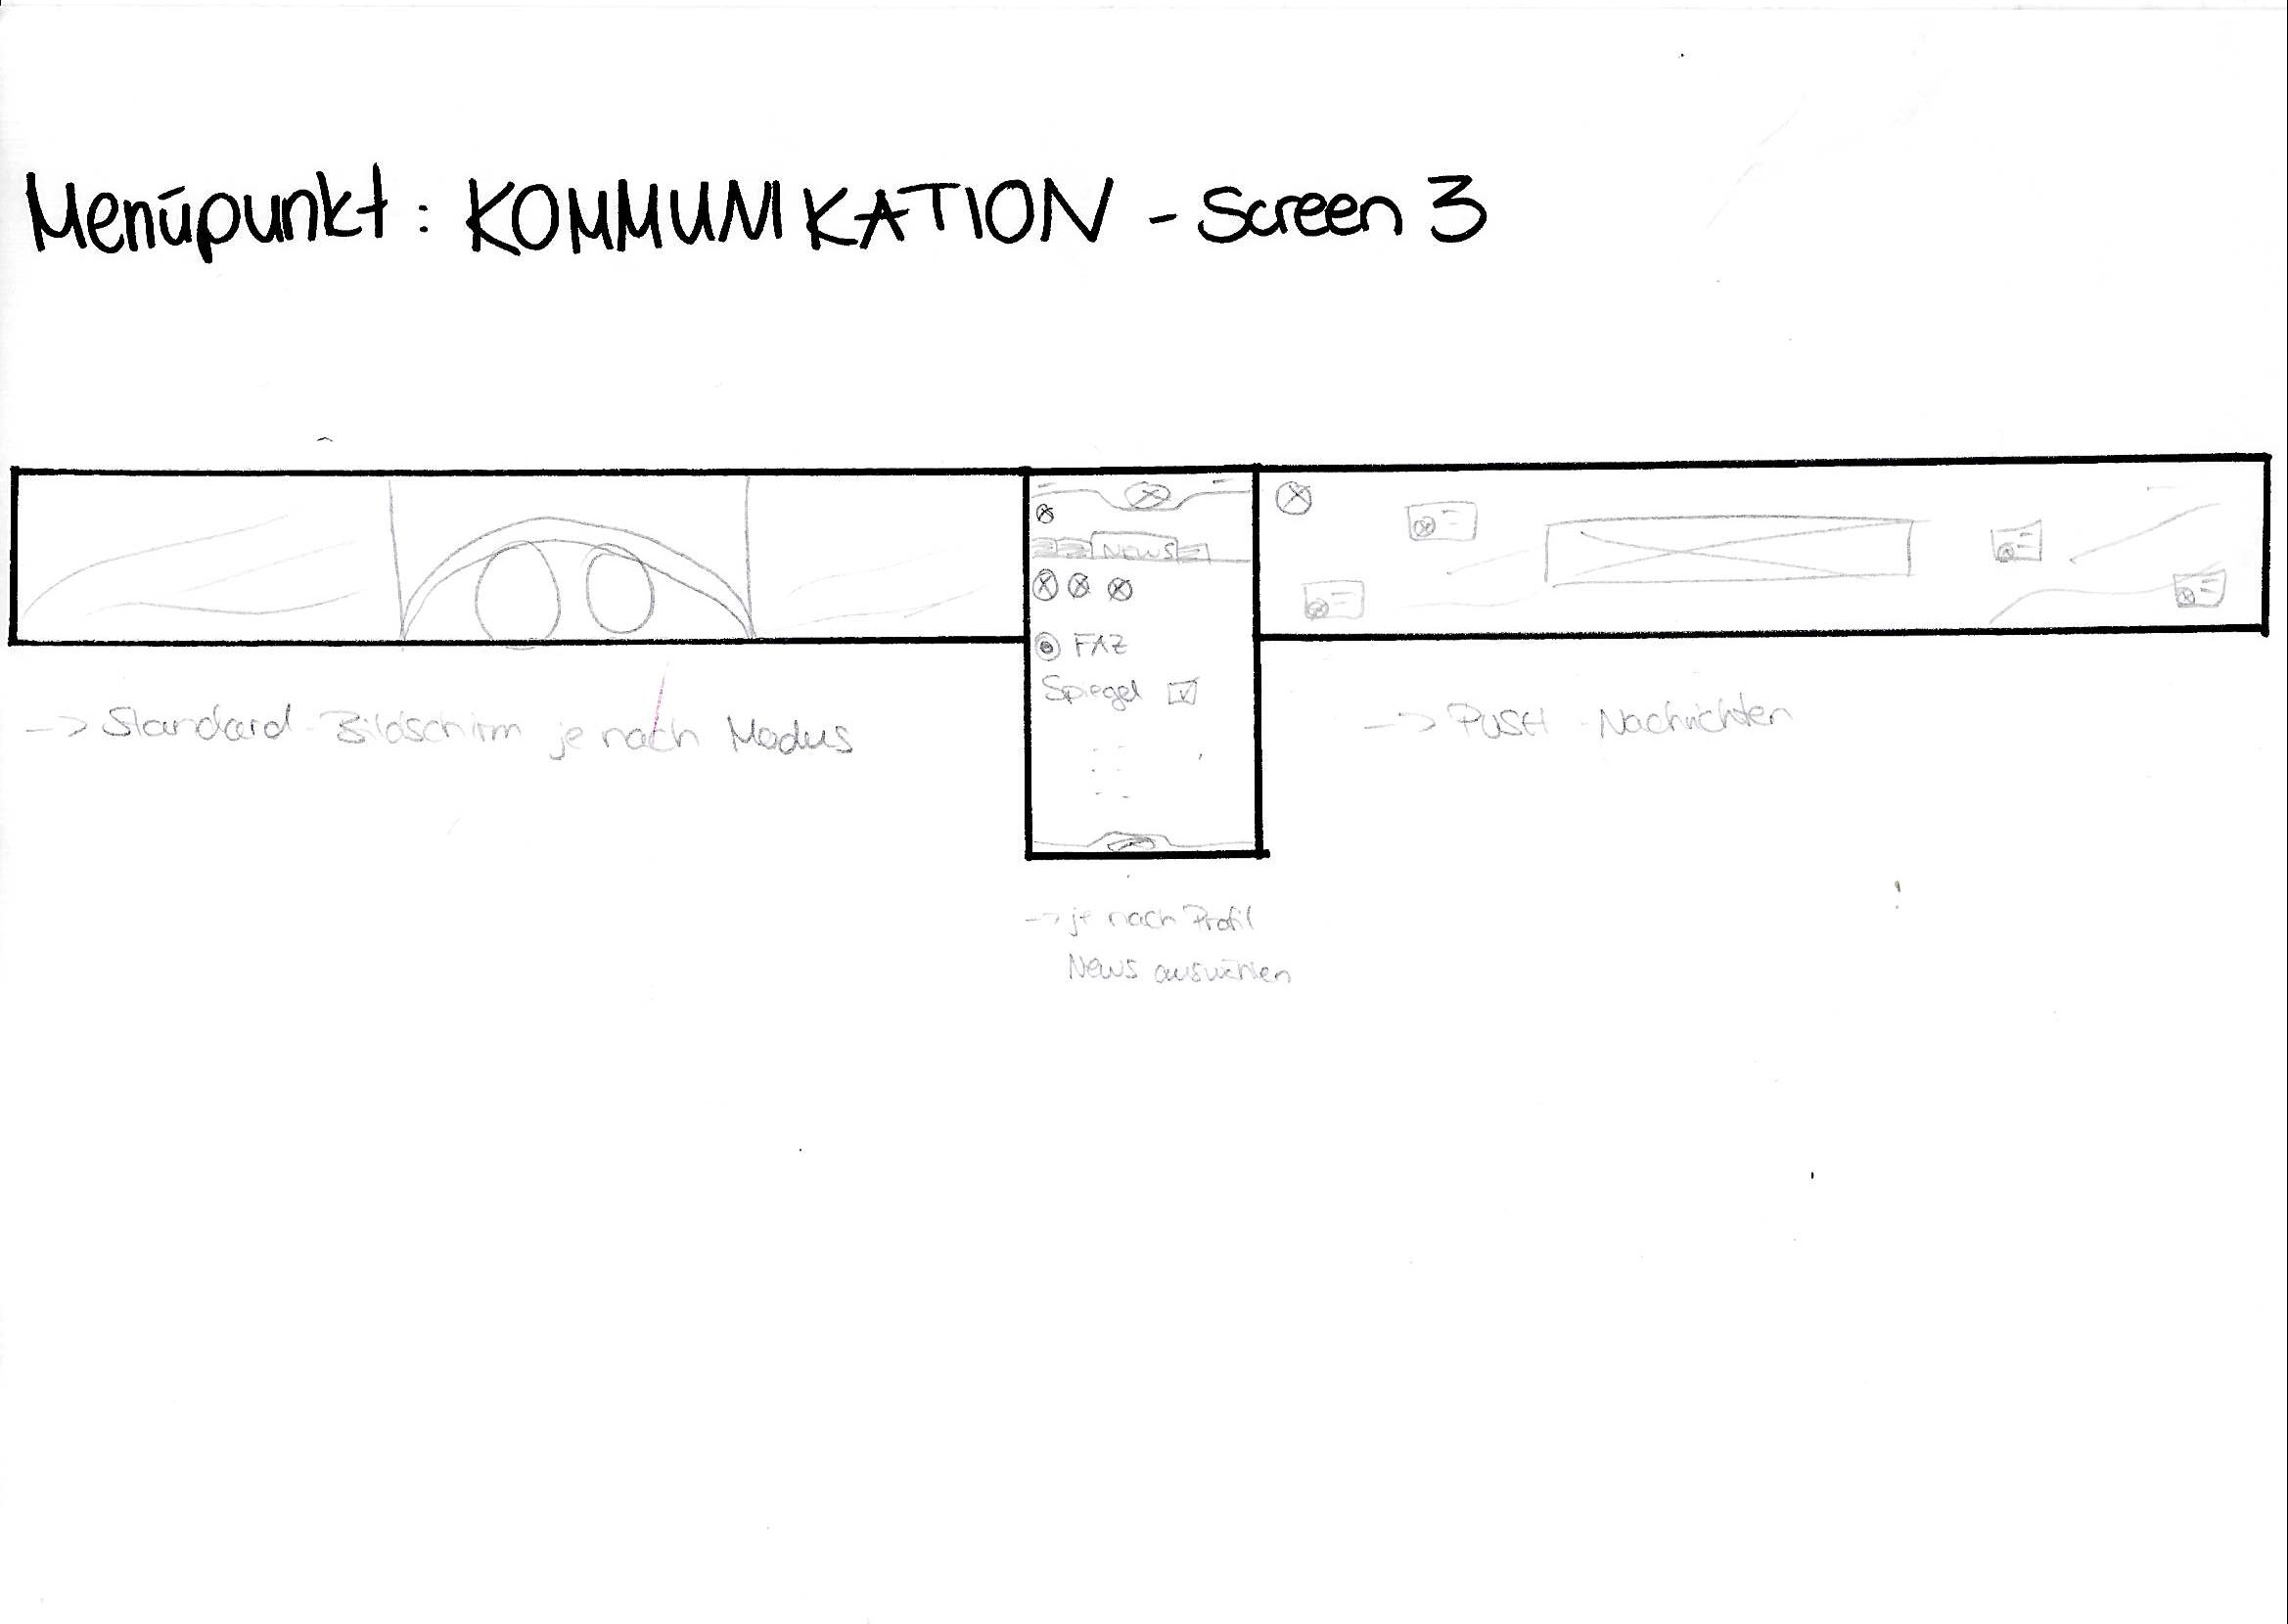 Menüpunkt: KOMMUNIKATION - Screen 3
News
FAZ
Spiegel
-> Standard-Bildschirm je nach Modus
-> PUSH-Nachrichten
-> je nach Profil
News auswählen